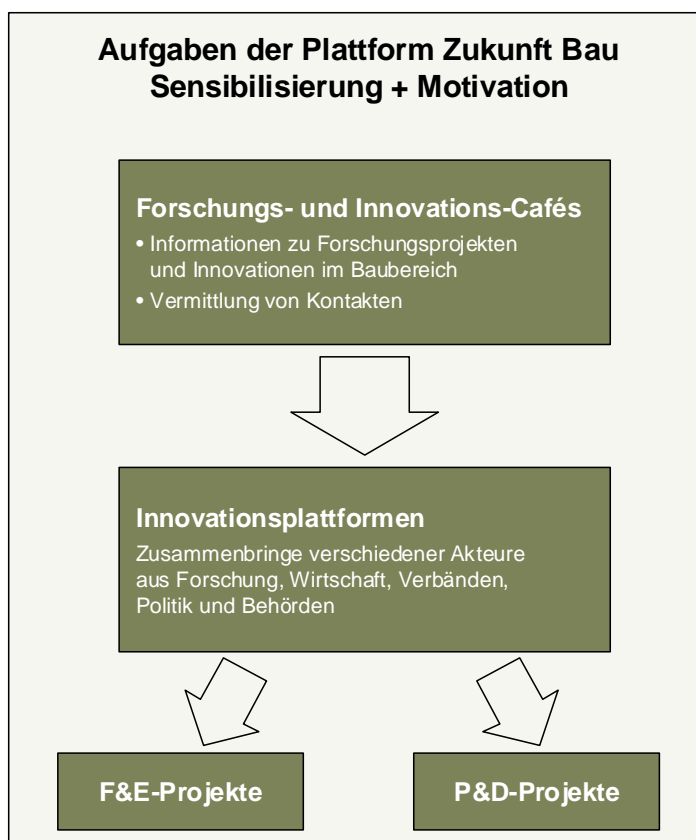 Aufgaben der Plattform Zukunft Bau
Sensibilisierung + Motivation
Forschungs- und Innovations-Cafés
• Informationen zu Forschungsprojekten
und Innovationen im Baubereich
• Vermittlung von Kontakten
Innovationsplattformen
Zusammenbringe verschiedener Akteure
aus Forschung, Wirtschaft, Verbänden,
Politik und Behörden
F&E-Projekte
P&D-Projekte